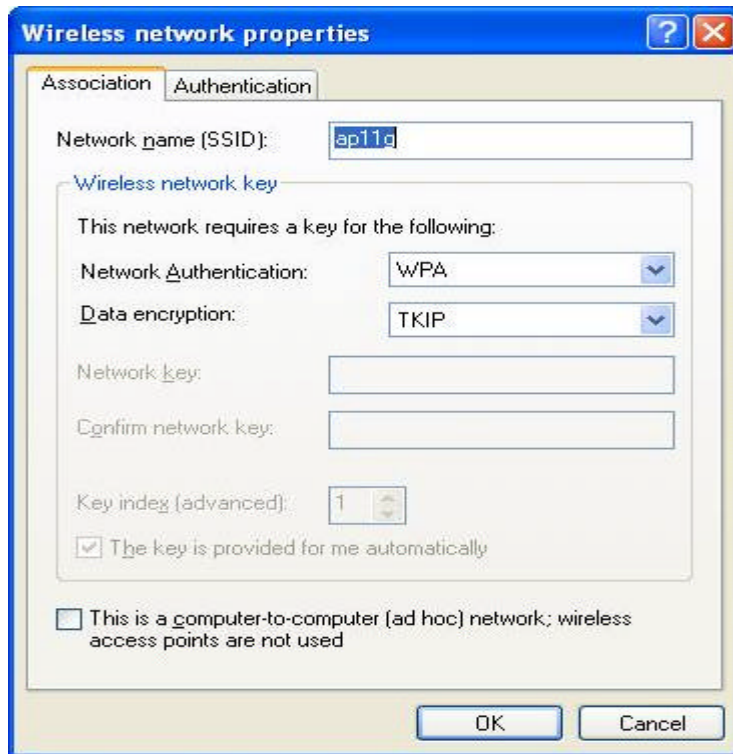 Wireless network properties
Association Authentication
Network name (SSID): ap11g
Wireless network key
This network requires a key for the following:
Network Authentication: WPA
Data encryption: TKIP
Network key:
Confirm network key:
Key index (advanced): 1
The key is provided for me automatically
This is a computer-to-computer (ad hoc) network; wireless
access points are not used
OK Cancel